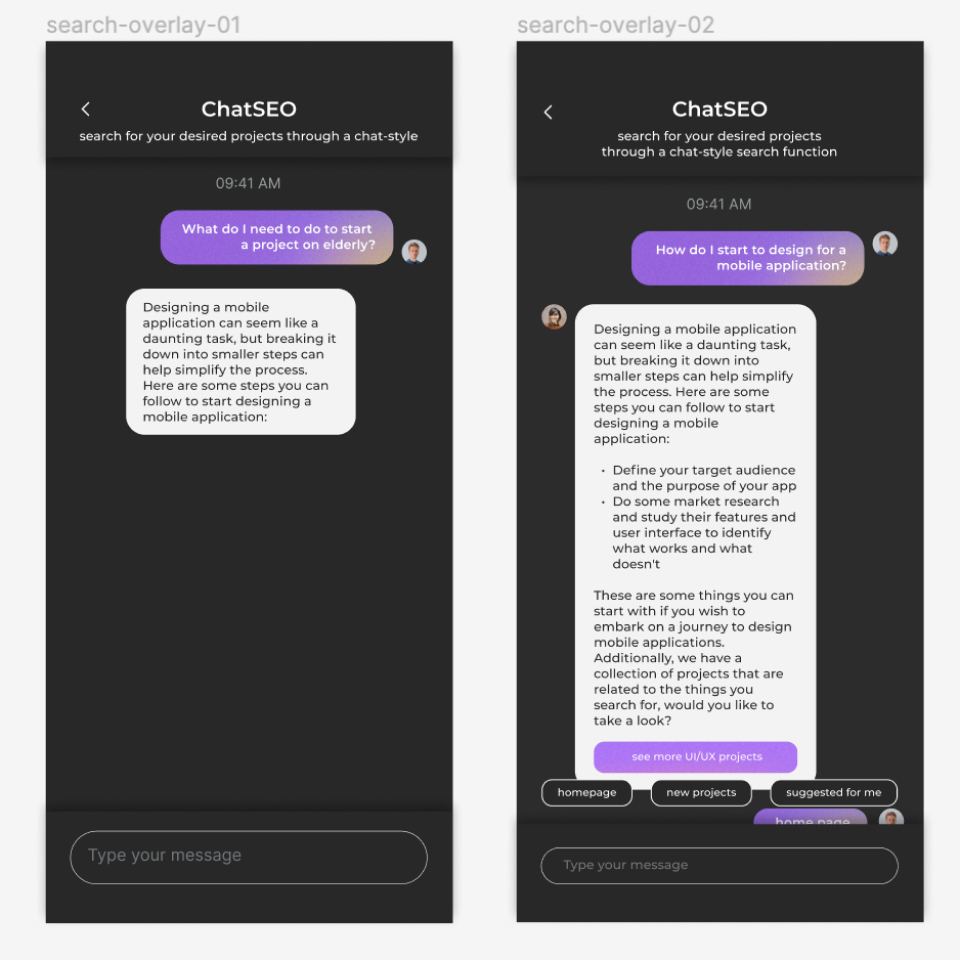 search-overlay-01
ChatSEO
search for your desired projects through a chat-style
09:41 AM
What do I need to do to start
a project on elderly?
Designing a mobile
application can seem like a
daunting task, but breaking it
down into smaller steps can
help simplify the process.
Here are some steps you can
follow to start designing a
mobile application:
Type your message
search-overlay-02
ChatSEO
search for your desired projects
through a chat-style search function
09:41 AM
How do I start to design for a
mobile application?
Designing a mobile application
can seem like a daunting task,
but breaking it down into
smaller steps can help simplify
the process. Here are some
steps you can follow to start
designing a mobile
application:
• Define your target audience
and the purpose of your app
• Do some market research
and study their features and
user interface to identify
what works and what
doesn't
These are some things you can
start with if you wish to
embark on a journey to design
mobile applications.
Additionally, we have a
collection of projects that are
related to the things you
search for, would you like to
take a look?
see more UI/UX projects
homepage
new projects
suggested for me
home page
Type your message